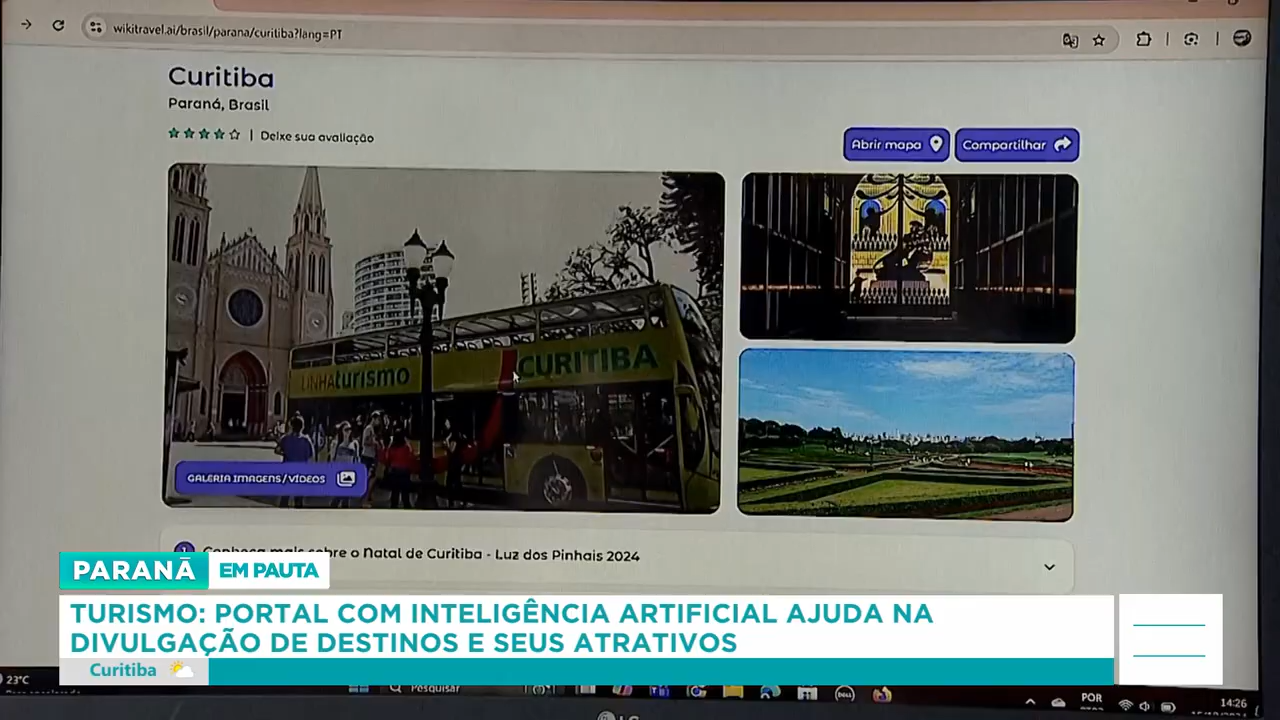 wikitravel.ai/brasil/parana/curitiba?lang=PT
Curitiba
Paraná, Brasil
| Deixe sua avaliação
Abrir mapa
Compartilhar
LINHAturismo
CURITIBA
GALERIA IMAGENS/VÍDEOS
Conheça mais sobre o Natal de Curitiba - Luz dos Pinhais 2024
PARANÁ EM PAUTA
TURISMO: PORTAL COM INTELIGÊNCIA ARTIFICIAL AJUDA NA
DIVULGAÇÃO DE DESTINOS E SEUS ATRATIVOS
Curitiba
23°C
Pesquisar
DELL
POR
14:26
LG